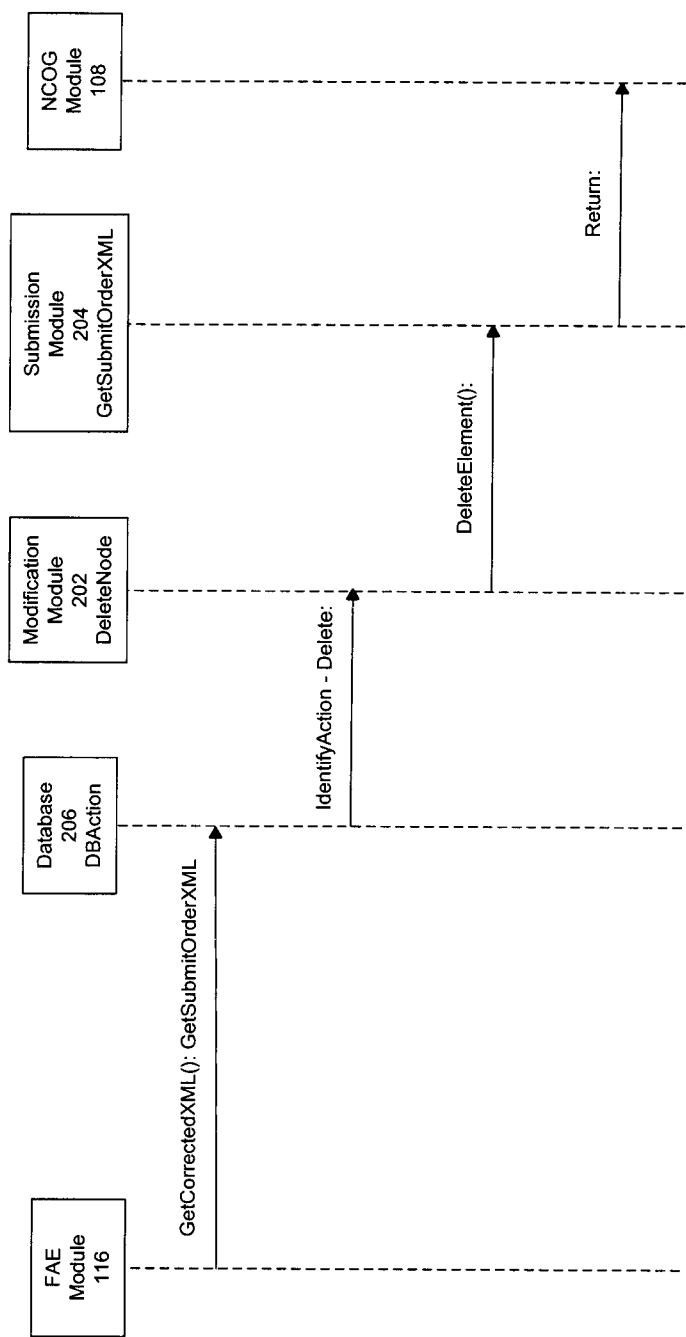 FAE
Module
116
Database
206
DBAction
Modification
Module
202
DeleteNode
Submission
Module
204
GetSubmitOrderXML
NCOG
Module
108
GetCorrectedXML(): GetSubmitOrderXML
IdentifyAction - Delete:
DeleteElement():
Return: